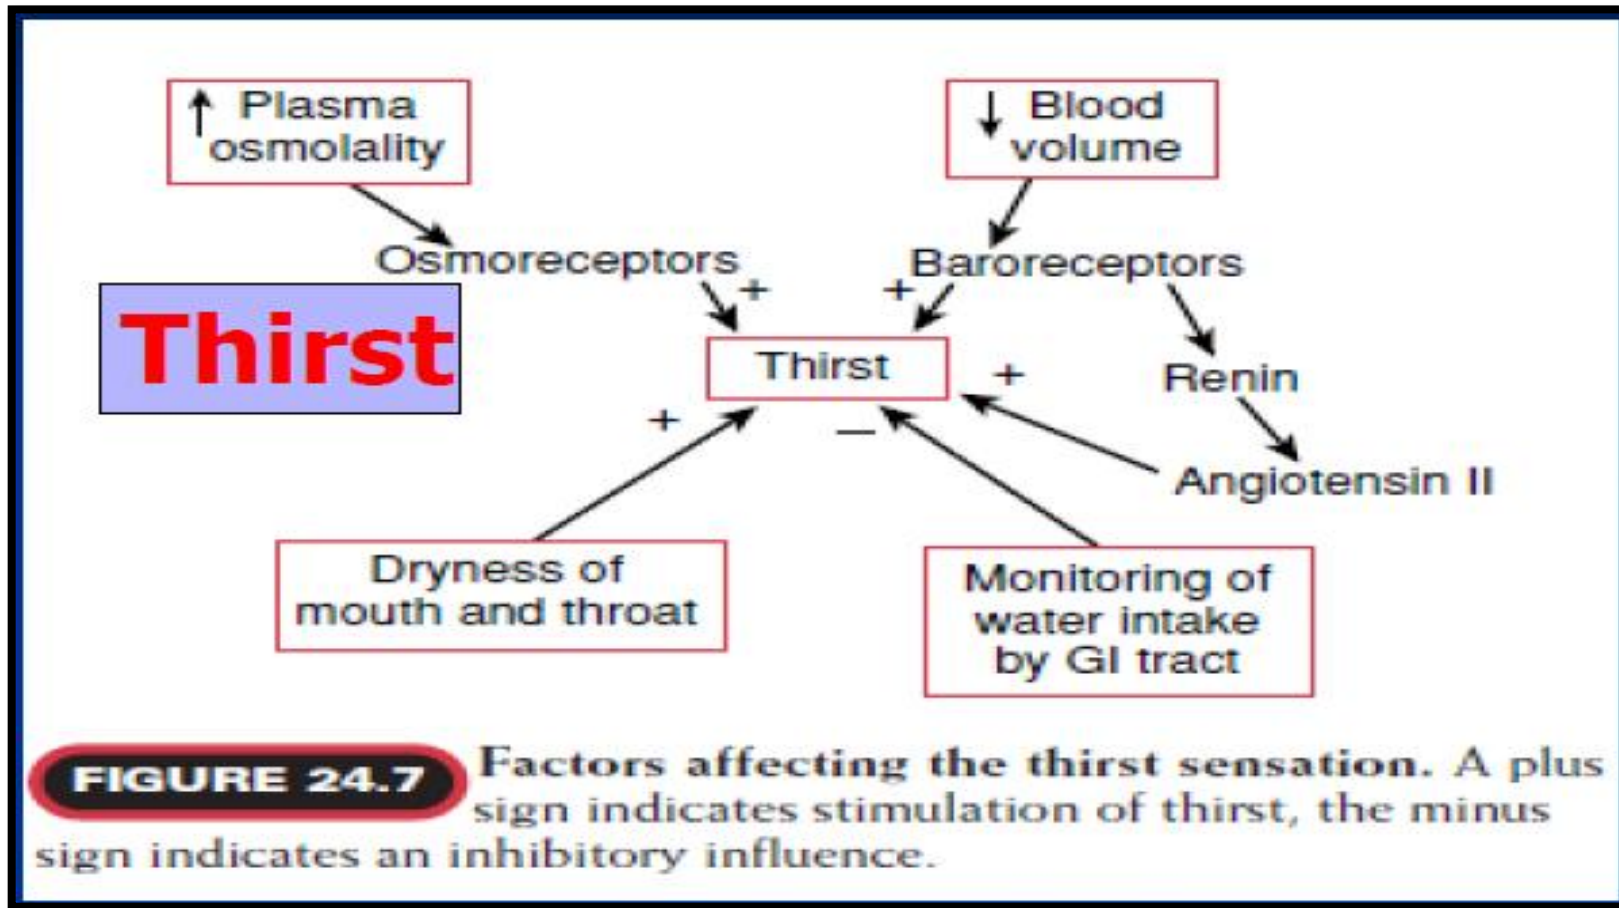 ↑ Plasma
osmolality
↓ Blood
volume
Osmoreceptors
Baroreceptors
+
+
Thirst
Thirst
+
Renin
+
–
Angiotensin II
Dryness of
mouth and throat
Monitoring of
water intake
by GI tract
FIGURE 24.7 Factors affecting the thirst sensation. A plus
sign indicates stimulation of thirst, the minus
sign indicates an inhibitory influence.